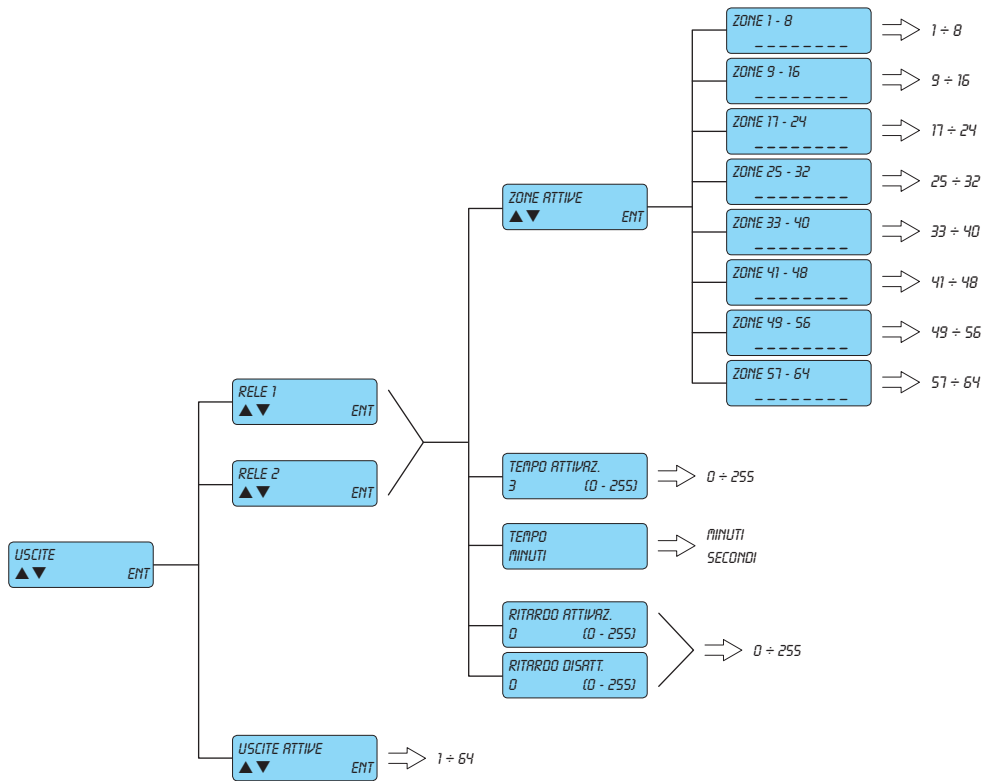 ZONE 1 - 8
_ _ _ _ _ _ _ _
1 ÷ 8
ZONE 9 - 16
_ _ _ _ _ _ _ _
9 ÷ 16
ZONE 17 - 24
_ _ _ _ _ _ _ _
17 ÷ 24
ZONE 25 - 32
_ _ _ _ _ _ _ _
25 ÷ 32
ZONE ATTIVE
▲ ▼ ENT
ZONE 33 - 40
_ _ _ _ _ _ _ _
33 ÷ 40
ZONE 41 - 48
_ _ _ _ _ _ _ _
41 ÷ 48
ZONE 49 - 56
_ _ _ _ _ _ _ _
49 ÷ 56
ZONE 57 - 64
_ _ _ _ _ _ _ _
57 ÷ 64
RELE 1
▲ ▼ ENT
RELE 2
▲ ▼ ENT
TEMPO ATTIVAZ.
3 (0 - 255)
0 ÷ 255
TEMPO
MINUTI
MINUTI
SECONDI
USCITE
▲ ▼ ENT
RITARDO ATTIVAZ.
0 (0 - 255)
RITARDO DISATT.
0 (0 - 255)
0 ÷ 255
USCITE ATTIVE
▲ ▼ ENT
1 ÷ 64